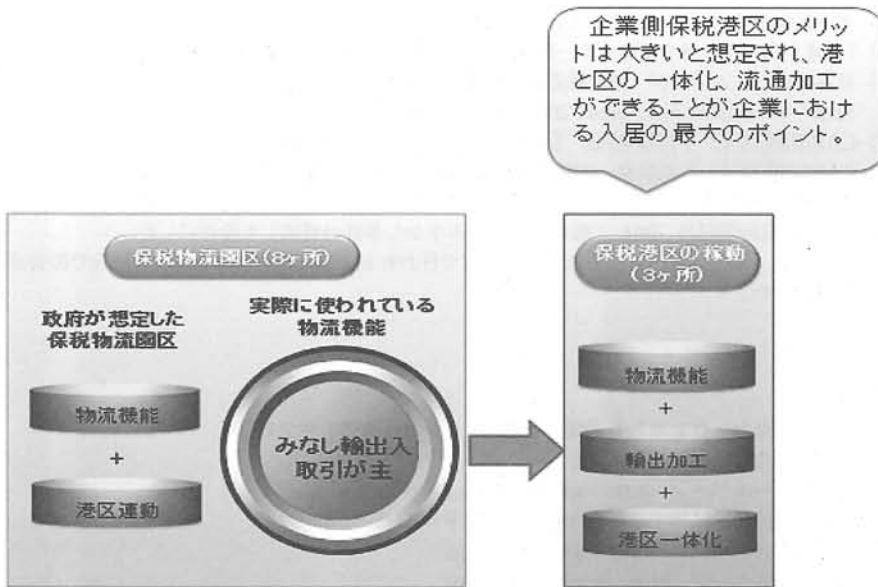 企業側保税港区のメリッ
トは大きいと想定され、港
と区の一体化、流通加工
ができることが企業におけ
る入居の最大のポイント。
保税物流園区(8ヶ所)
政府が想定した
保税物流園区
物流機能
+
港区連動
実際に使われている
物流機能
みなし輸出入
取引が主
保税港区の稼動
(3ヶ所)
物流機能
+
輸出加工
+
港区一体化